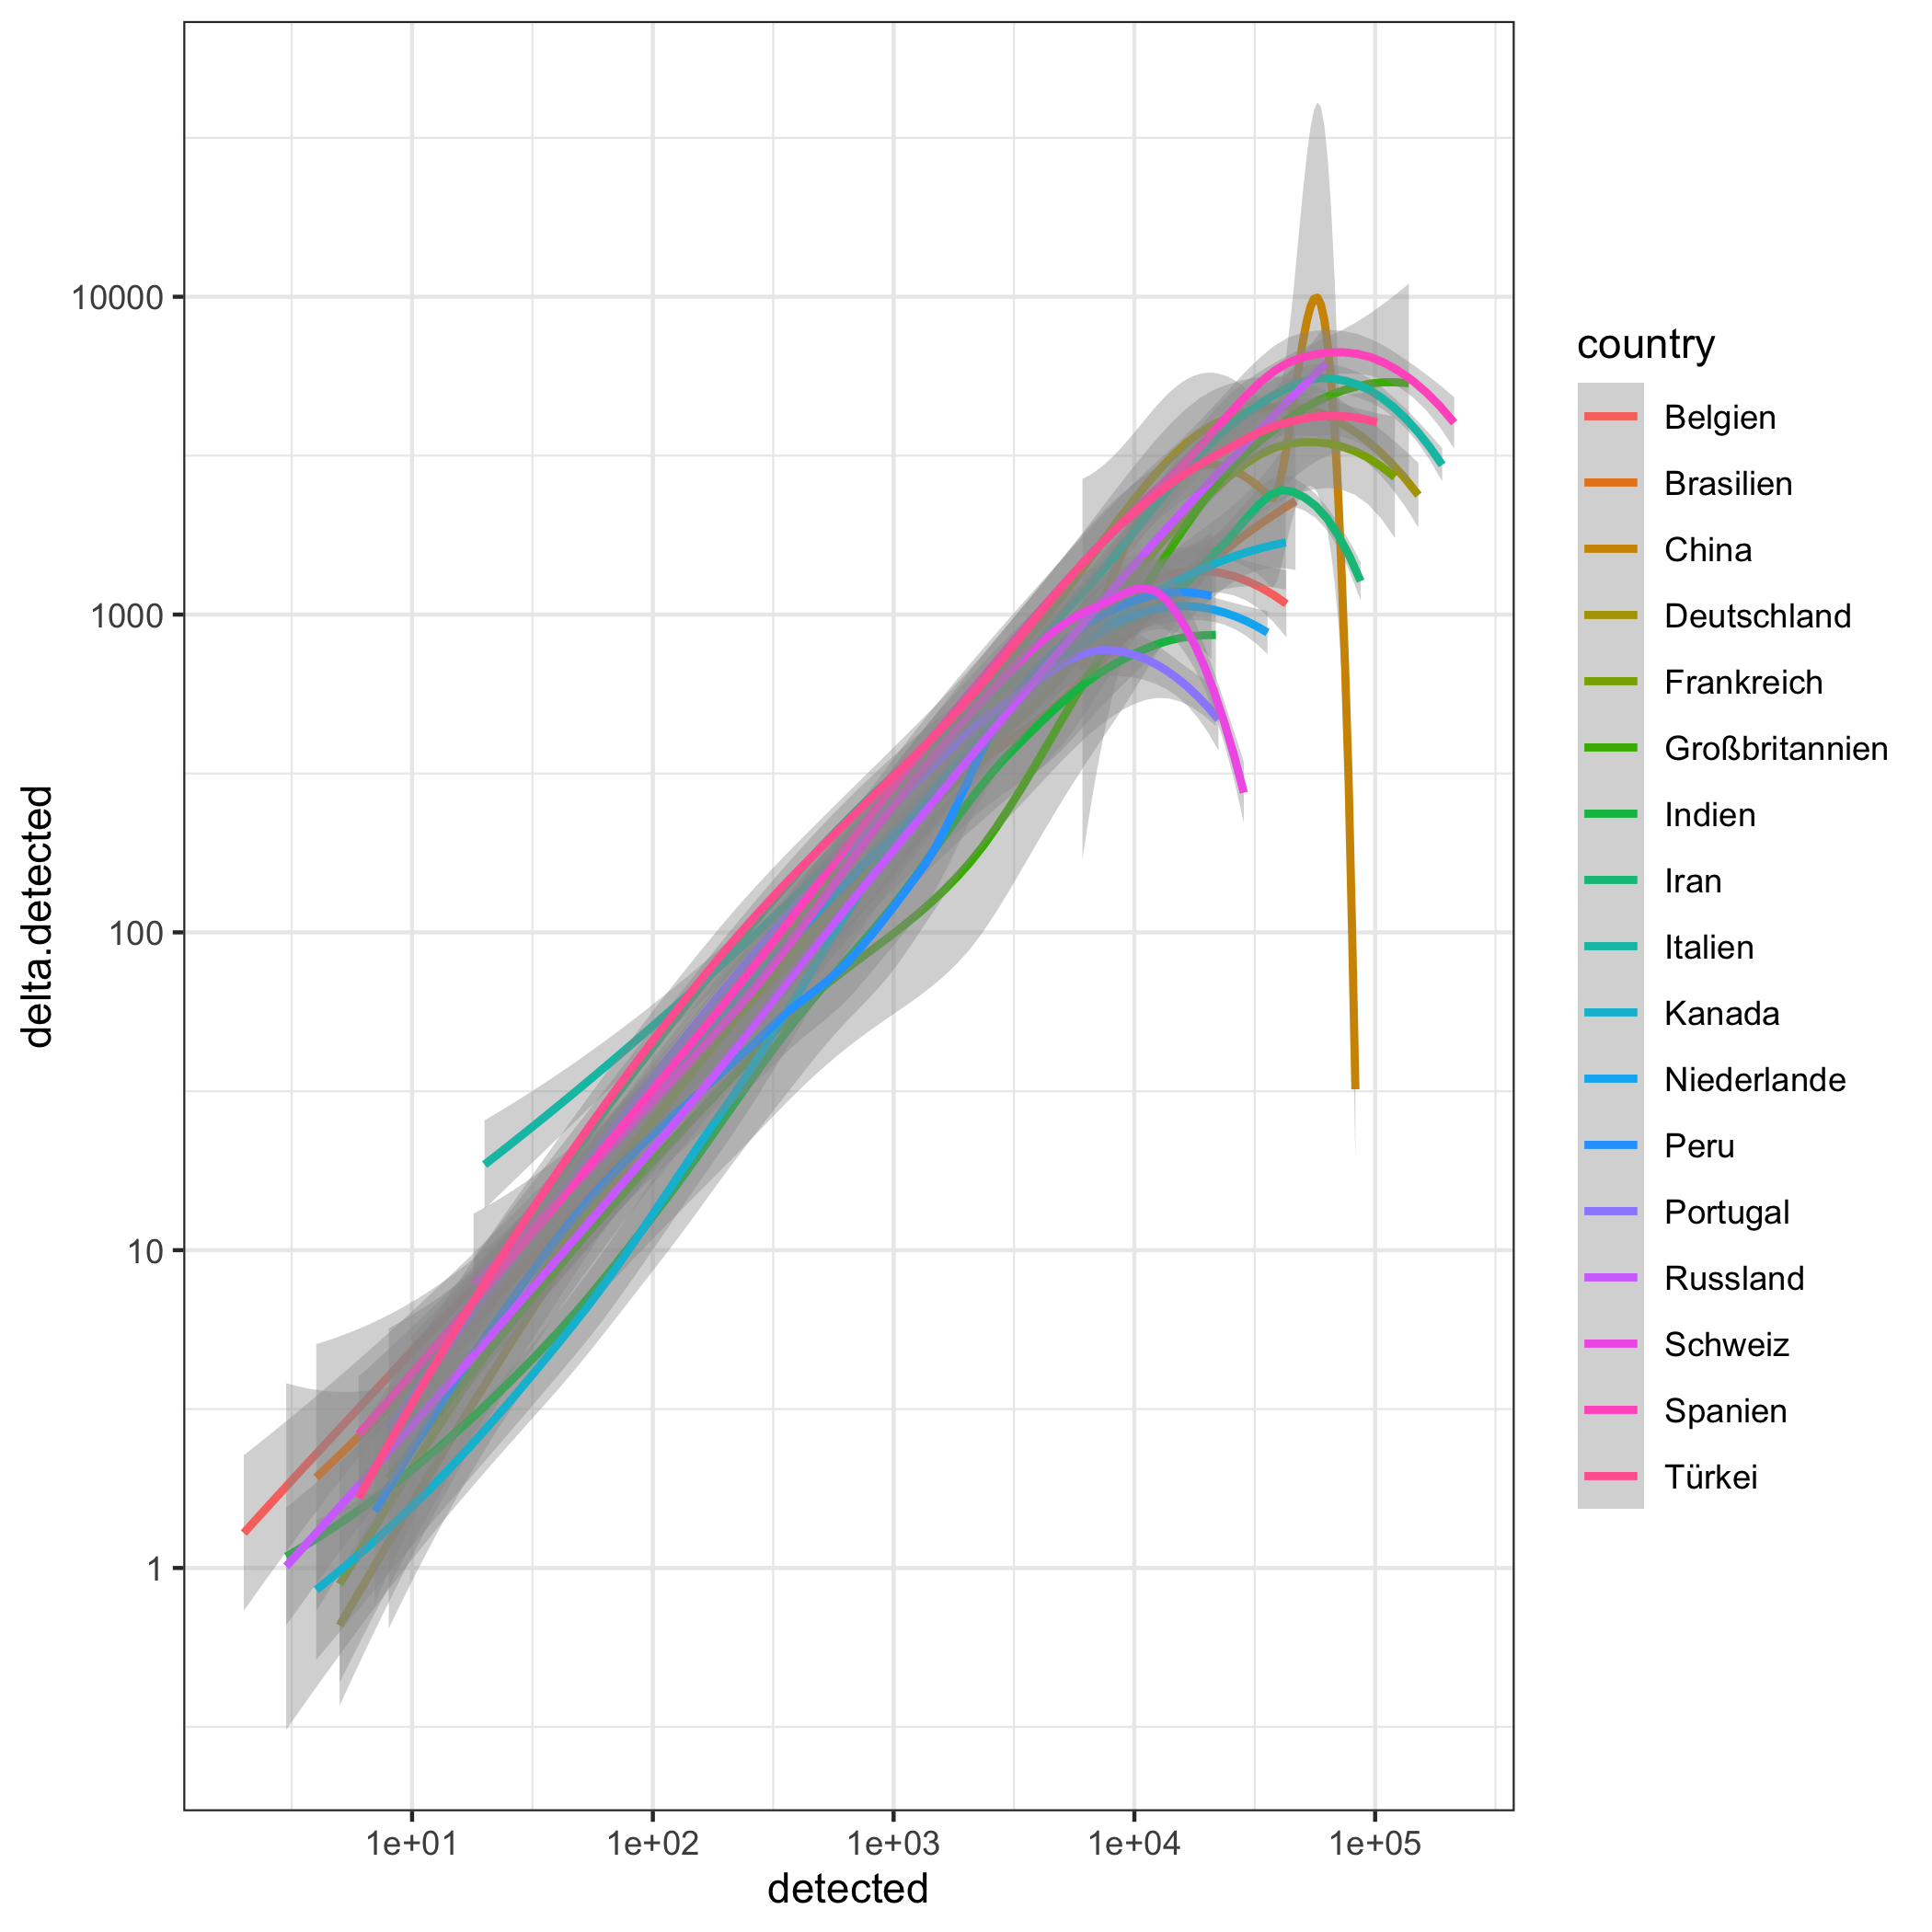 delta.detected
10000
1000
100
10
1
1e+01
1e+02
1e+03
1e+04
1e+05
detected
country
Belgien
Brasilien
China
Deutschland
Frankreich
Großbritannien
Indien
Iran
Italien
Kanada
Niederlande
Peru
Portugal
Russland
Schweiz
Spanien
Türkei